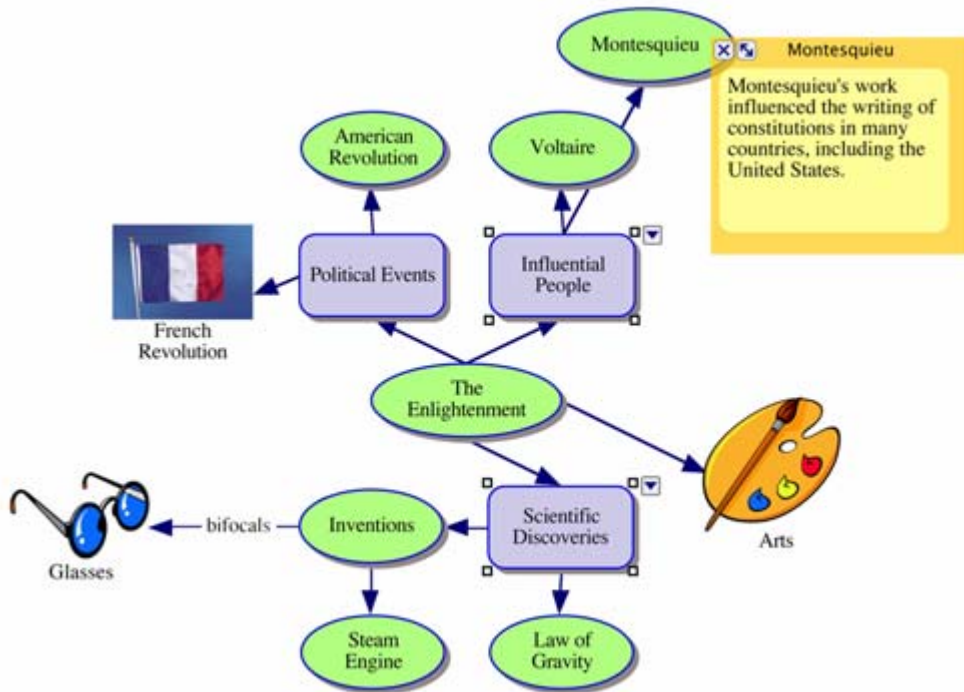 Montesquieu
Montesquieu
Montesquieu's work
influenced the writing of
constitutions in many
countries, including the
United States.
American
Revolution
Voltaire
Political Events
Influential
People
French
Revolution
The
Enlightenment
Arts
Scientific
Discoveries
Inventions
bifocals
Glasses
Steam
Engine
Law of
Gravity